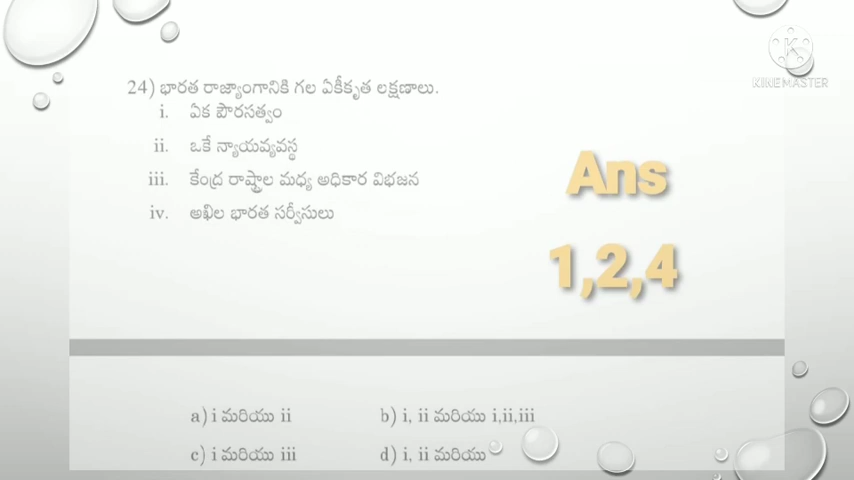 KINEMASTER
24) భారత రాజ్యాంగానికి గల ఏకీకృత లక్షణాలు.
i. ఏక పౌరసత్వం
ii. ఒకే న్యాయవ్యవస్థ
iii. కేంద్ర రాష్ట్రాల మధ్య అధికార విభజన
iv. అఖిల భారత సర్వీసులు
Ans
1,2,4
a) i మరియు ii b) i, ii మరియు i,ii,iii
c) i మరియు iii d) i, ii మరియు